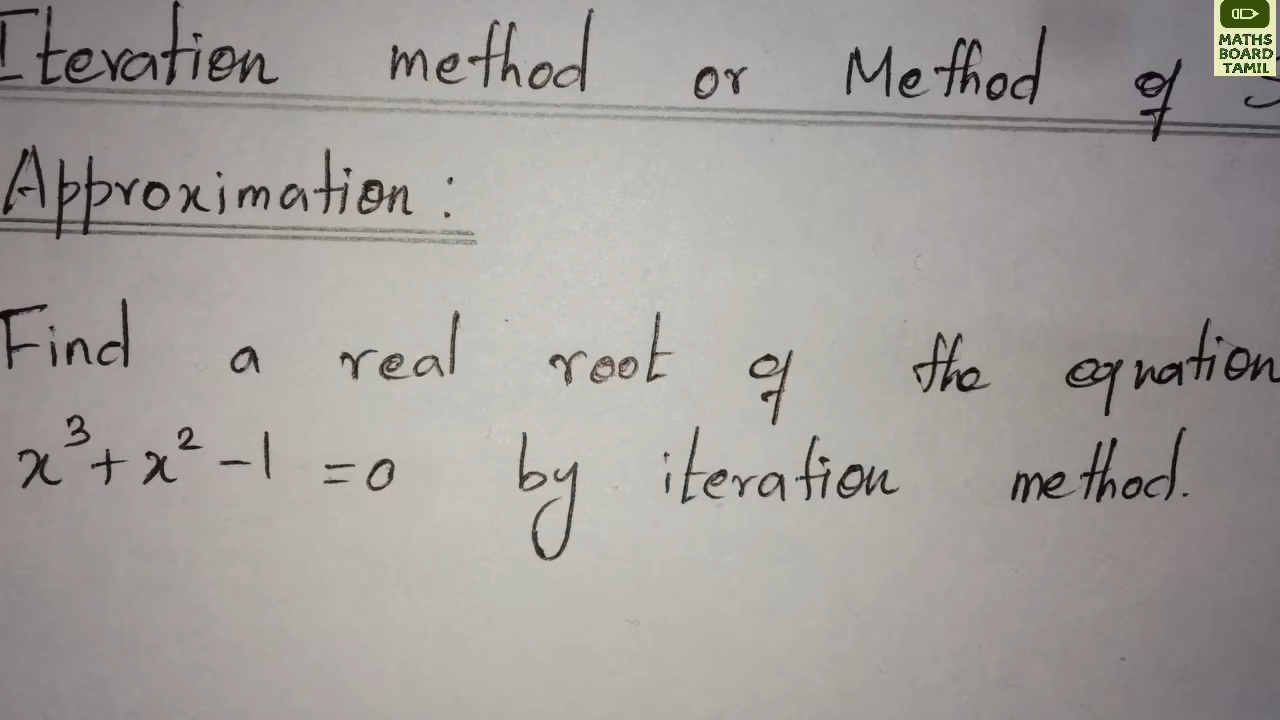 Iteration method or Method of
Approximation:
Find a real root of the equation
x³+x²-1 =0 by iteration method.
MATHS
BOARD
TAMIL